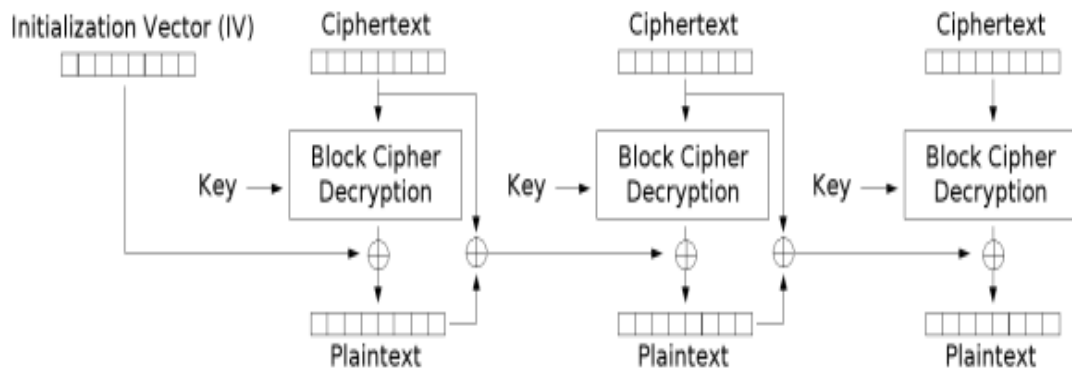 Initialization Vector (IV)
Ciphertext
Ciphertext
Ciphertext
Key
Block Cipher
Decryption
Key
Block Cipher
Decryption
Key
Block Cipher
Decryption
Plaintext
Plaintext
Plaintext